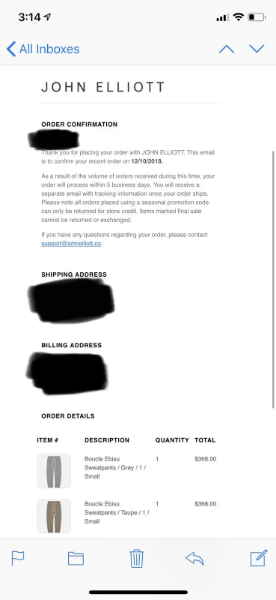 3:14
All Inboxes
JOHN ELLIOTT
ORDER CONFIRMATION
Thank you for placing your order with JOHN ELLIOTT. This email
is to confirm your recent order on 12/10/2018.
As a result of the volume of orders received during this time, your
order will process within 5 business days. You will receive a
separate email with tracking information once your order ships.
Please note all orders placed using a seasonal promotion code
can only be returned for store credit. Items marked final sale
cannot be returned or exchanged.
If you have any questions regarding your order, please contact
support@johnelliott.co.
SHIPPING ADDRESS
BILLING ADDRESS
ORDER DETAILS
ITEM # DESCRIPTION QUANTITY TOTAL
Boucle Ebisu 1 $368.00
Sweatpants / Grey / 1 /
Small
Boucle Ebisu 1 $368.00
Sweatpants / Taupe / 1 /
Small